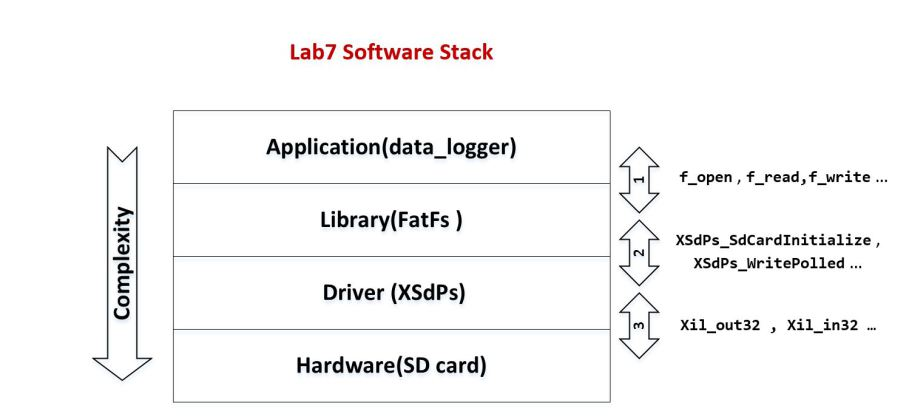 Lab7 Software Stack
Complexity
Application(data_logger)
Library(FatFs )
Driver (XSdPs)
Hardware(SD card)
1
f_open , f_read,f_write ...
2
XSdPs_SdCardInitialize ,
XSdPs_WritePolled ...
3
Xil_out32 , Xil_in32 ...